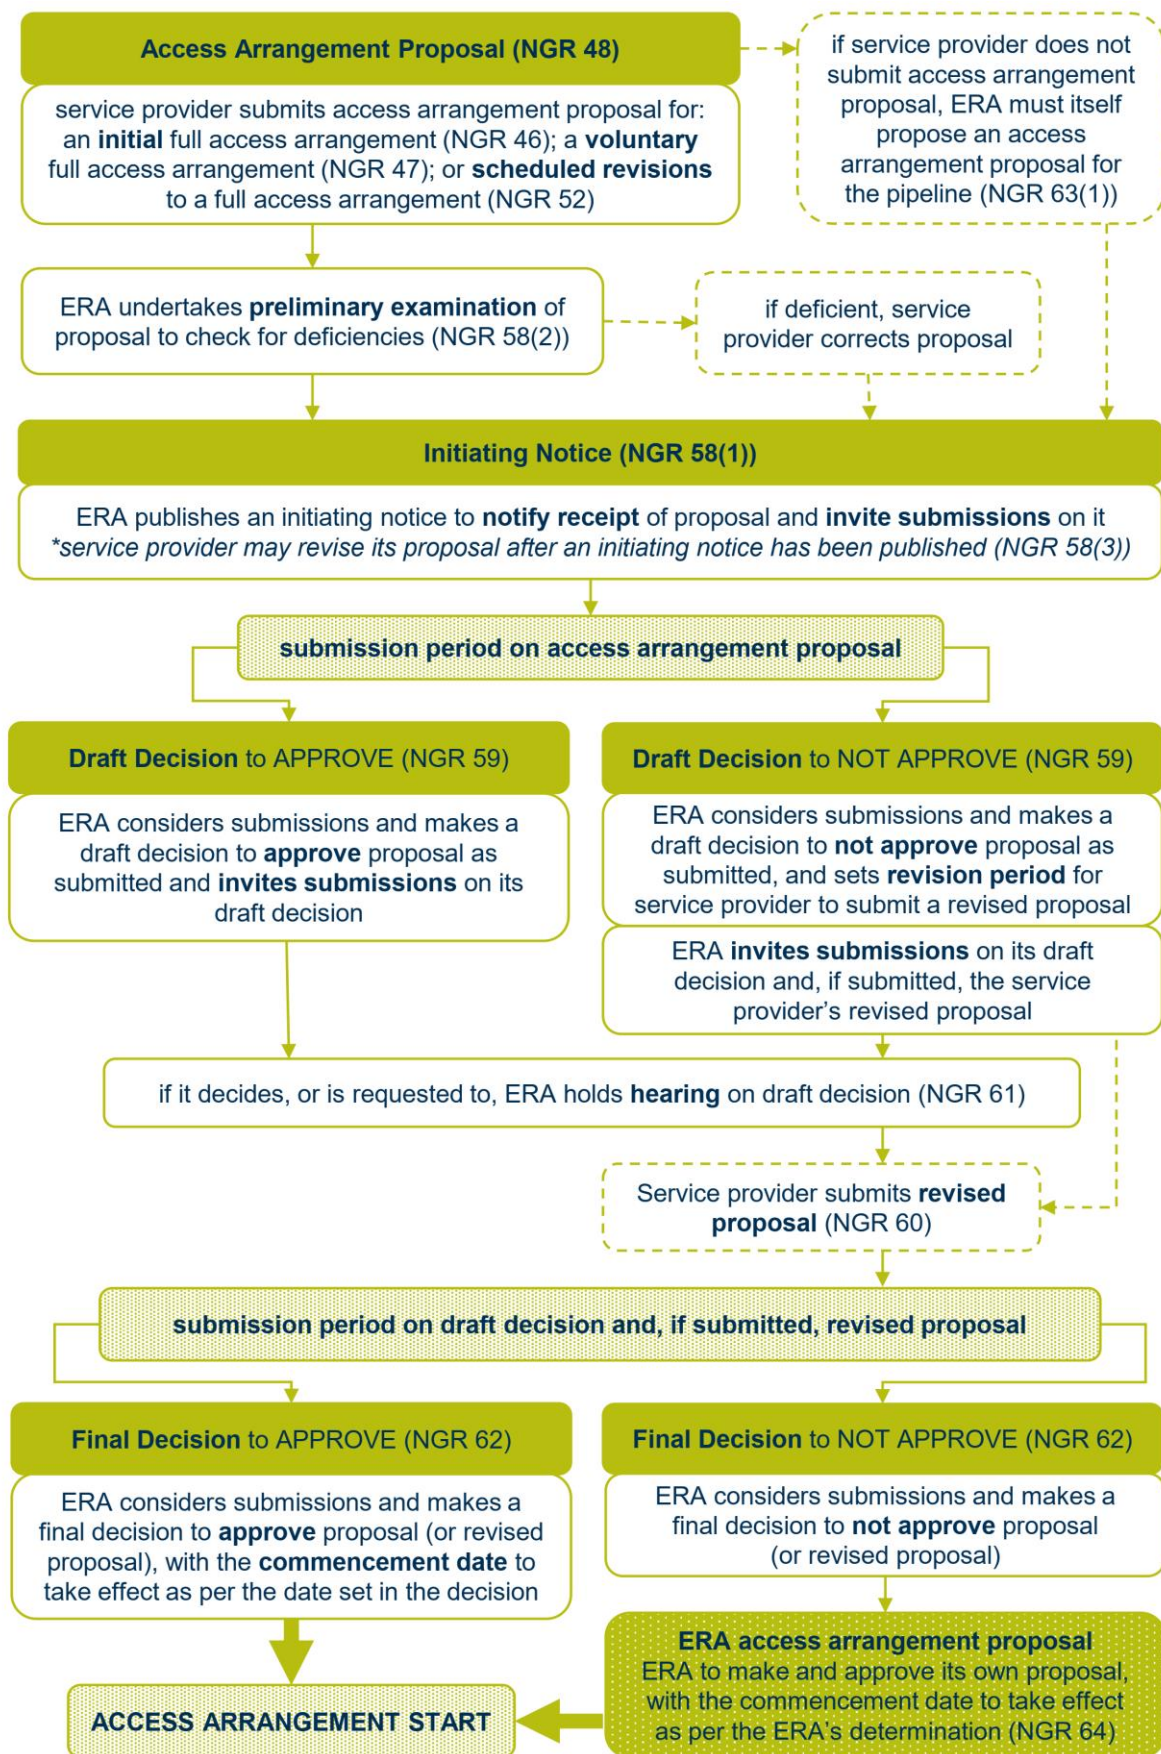 Access Arrangement Proposal (NGR 48)
service provider submits access arrangement proposal for:
an initial full access arrangement (NGR 46); a voluntary
full access arrangement (NGR 47); or scheduled revisions
to a full access arrangement (NGR 52)
if service provider does not
submit access arrangement
proposal, ERA must itself
propose an access
arrangement proposal for
the pipeline (NGR 63(1))
ERA undertakes preliminary examination of
proposal to check for deficiencies (NGR 58(2))
if deficient, service
provider corrects proposal
Initiating Notice (NGR 58(1))
ERA publishes an initiating notice to notify receipt of proposal and invite submissions on it
*service provider may revise its proposal after an initiating notice has been published (NGR 58(3))
submission period on access arrangement proposal
Draft Decision to APPROVE (NGR 59)
ERA considers submissions and makes a
draft decision to approve proposal as
submitted and invites submissions on its
draft decision
Draft Decision to NOT APPROVE (NGR 59)
ERA considers submissions and makes a
draft decision to not approve proposal as
submitted, and sets revision period for
service provider to submit a revised proposal
ERA invites submissions on its draft
decision and, if submitted, the service
provider's revised proposal
if it decides, or is requested to, ERA holds hearing on draft decision (NGR 61)
Service provider submits revised
proposal (NGR 60)
submission period on draft decision and, if submitted, revised proposal
Final Decision to APPROVE (NGR 62)
ERA considers submissions and makes a
final decision to approve proposal (or revised
proposal), with the commencement date to
take effect as per the date set in the decision
Final Decision to NOT APPROVE (NGR 62)
ERA considers submissions and makes a
final decision to not approve proposal
(or revised proposal)
ERA access arrangement proposal
ERA to make and approve its own proposal,
with the commencement date to take effect
as per the ERA's determination (NGR 64)
ACCESS ARRANGEMENT START